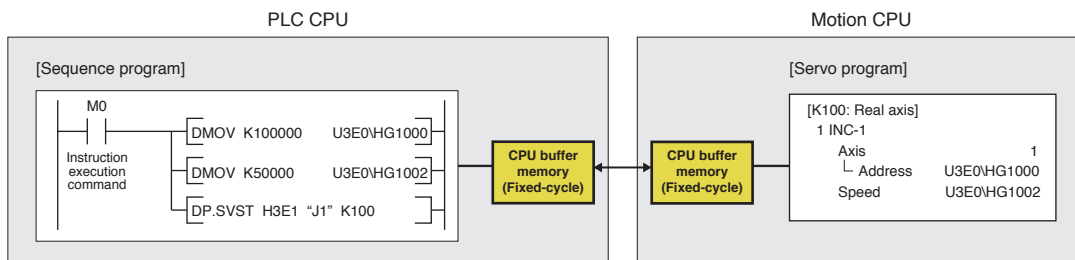 PLC CPU
Motion CPU
[Sequence program]
M0
Instruction
execution
command
DMOV K100000 U3E0\HG1000
DMOV K50000 U3E0\HG1002
DP.SVST H3E1 “J1” K100
CPU buffer
memory
(Fixed-cycle)
CPU buffer
memory
(Fixed-cycle)
[Servo program]
[K100: Real axis]
1 INC-1
Axis 1
Address U3E0\HG1000
Speed U3E0\HG1002